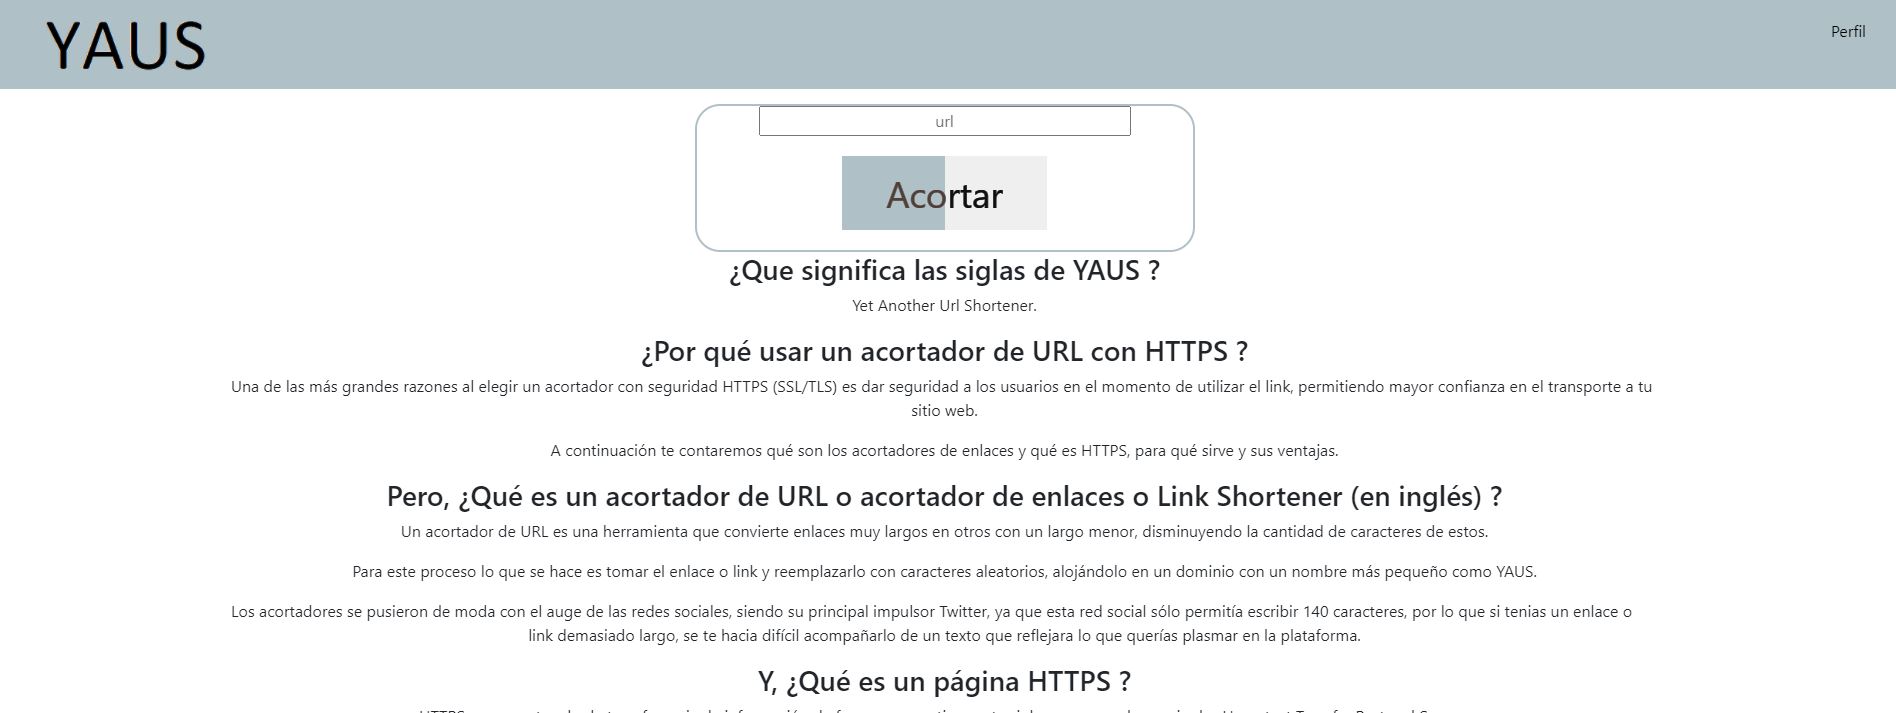 YAUS
Perfil
url
Acortar
¿Que significa las siglas de YAUS ?
Yet Another Url Shortener.
¿Por qué usar un acortador de URL con HTTPS ?
Una de las más grandes razones al elegir un acortador con seguridad HTTPS (SSL/TLS) es dar seguridad a los usuarios en el momento de utilizar el link, permitiendo mayor confianza en el transporte a tu
sitio web.
A continuación te contaremos qué son los acortadores de enlaces y qué es HTTPS, para qué sirve y sus ventajas.
Pero, ¿Qué es un acortador de URL o acortador de enlaces o Link Shortener (en inglés) ?
Un acortador de URL es una herramienta que convierte enlaces muy largos en otros con un largo menor, disminuyendo la cantidad de caracteres de estos.
Para este proceso lo que se hace es tomar el enlace o link y reemplazarlo con caracteres aleatorios, alojándolo en un dominio con un nombre más pequeño como YAUS.
Los acortadores se pusieron de moda con el auge de las redes sociales, siendo su principal impulsor Twitter, ya que esta red social sólo permitía escribir 140 caracteres, por lo que si tenias un enlace o
link demasiado largo, se te hacia difícil acompañarlo de un texto que reflejara lo que querías plasmar en la plataforma.
Y, ¿Qué es un página HTTPS ?